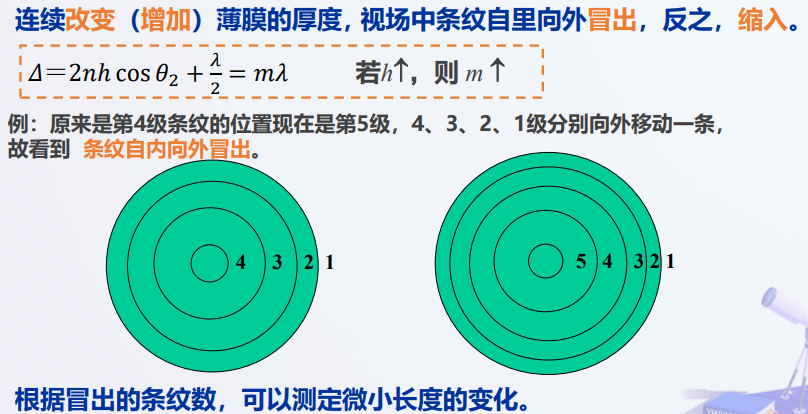 连续改变（增加）薄膜的厚度，视场中条纹自里向外冒出，反之，缩入。
Δ＝2nh cos θ₂ + λ/2 = mλ 若h↑，则 m ↑
例：原来是第4级条纹的位置现在是第5级，4、3、2、1级分别向外移动一条，
故看到 条纹自内向外冒出。
4 3 2 1
5 4 3 2 1
根据冒出的条纹数，可以测定微小长度的变化。